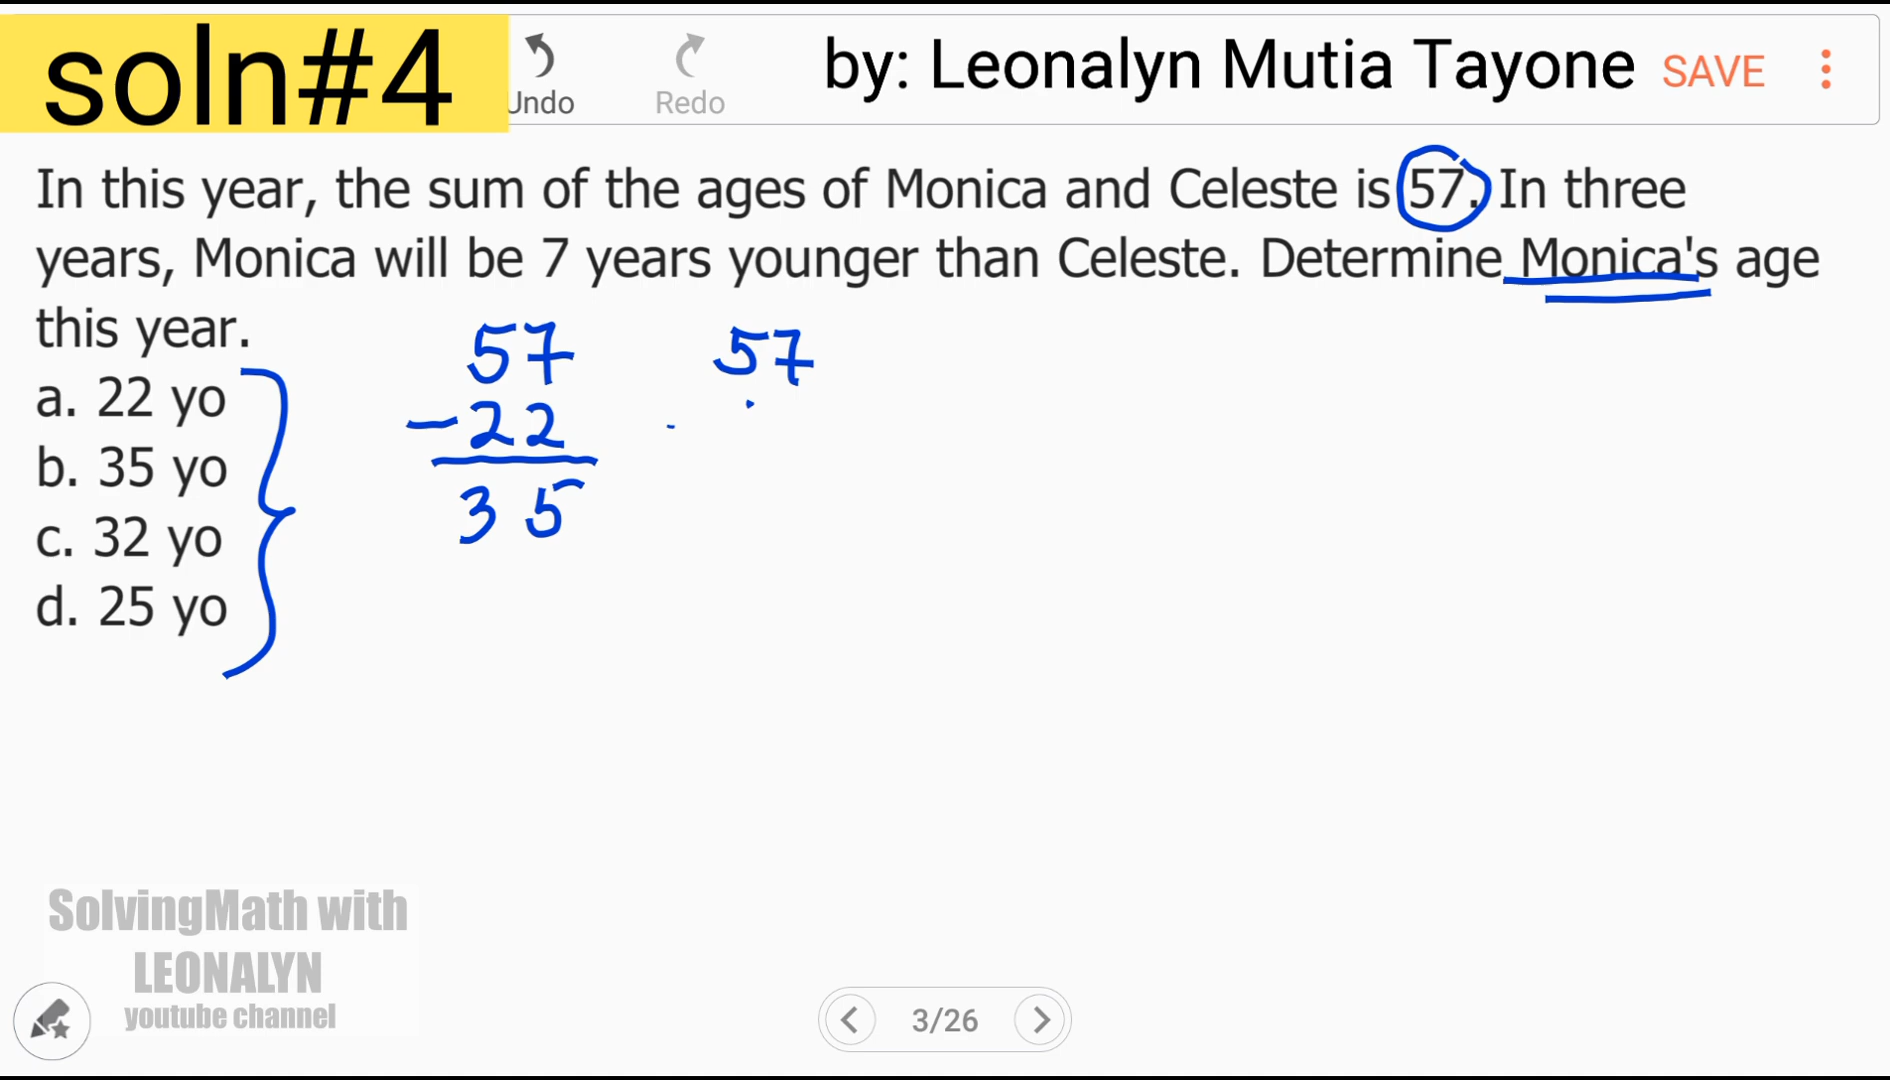 soln#4
Undo
Redo
by: Leonalyn Mutia Tayone
SAVE
In this year, the sum of the ages of Monica and Celeste is 57. In three
years, Monica will be 7 years younger than Celeste. Determine Monica's age
this year.
a. 22 yo
b. 35 yo
c. 32 yo
d. 25 yo
57
-22
35
57
SolvingMath with
LEONALYN
youtube channel
3/26